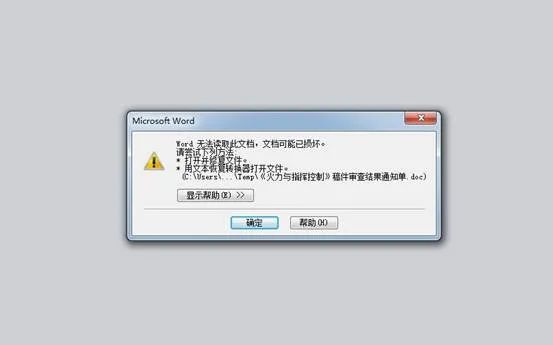 Microsoft Word
Word 无法读取此文档，文档可能已损坏。
请尝试下列方法:
* 打开并修复文件。
* 用文本恢复转换器打开文件。
(C:\Users\...\Temp\《火力与指挥控制》稿件审查结果通知单.doc)
显示帮助(E) >>
确定
帮助(H)